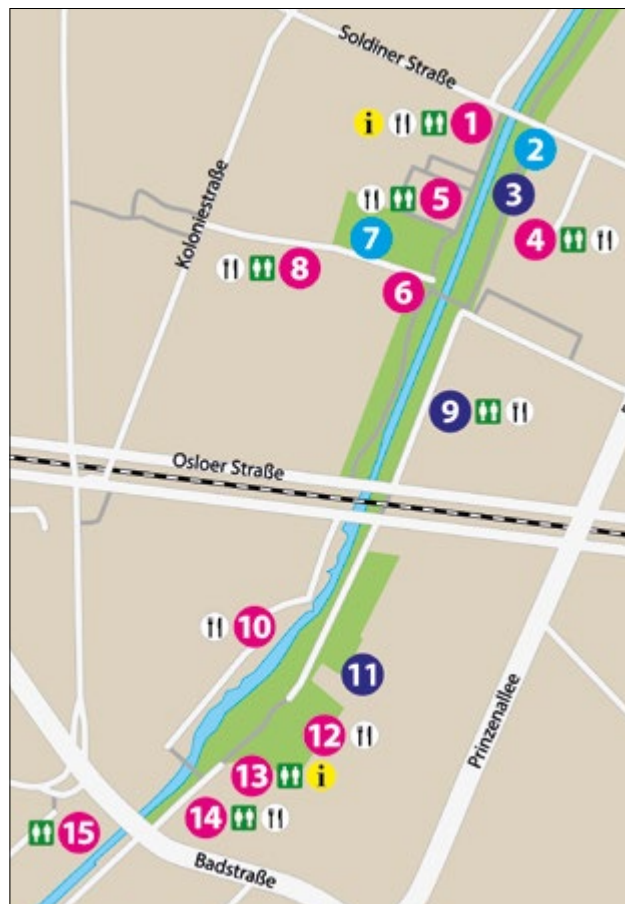 Soldiner Straße
i 1
2
3
5
4
Koloniestraße
7
8
6
9
Osloer Straße
10
11
Prinzenallee
12
13 i
14
15
Badstraße